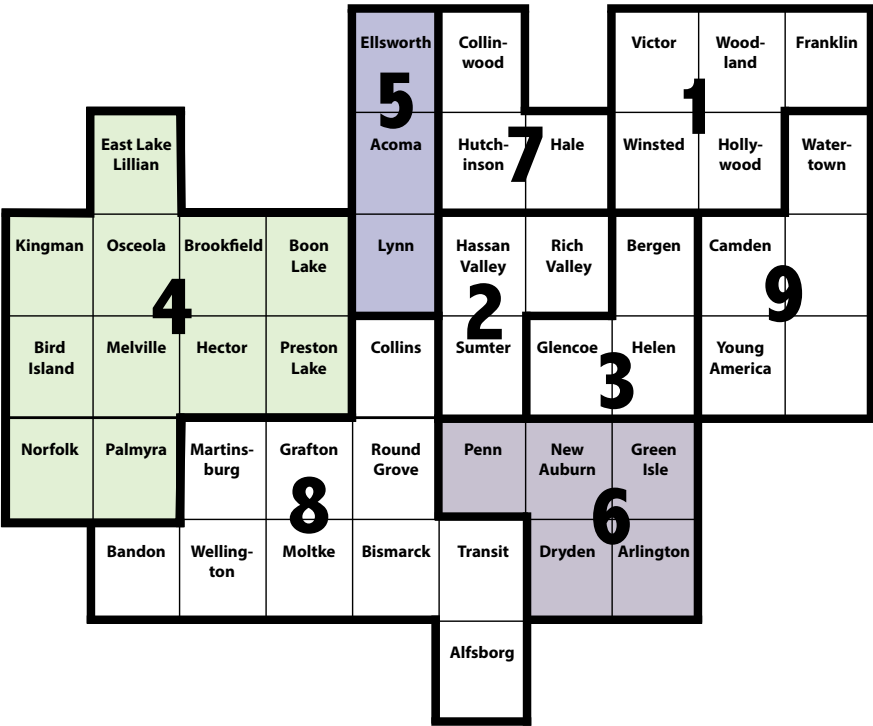 Ellsworth
Collin-
wood
Victor
Wood-
land
Franklin
5
1
East Lake
Lillian
Acoma
Hutch-
inson
7
Hale
Winsted
Holly-
wood
Water-
town
Kingman
Osceola
Brookfield
Boon
Lake
Lynn
Hassan
Valley
Rich
Valley
Bergen
Camden
4
2
9
Bird
Island
Melville
Hector
Preston
Lake
Collins
Sumter
Glencoe
Helen
Young
America
3
Norfolk
Palmyra
Martins-
burg
Grafton
Round
Grove
Penn
New
Auburn
Green
Isle
8
6
Bandon
Welling-
ton
Moltke
Bismarck
Transit
Dryden
Arlington
Alfsborg